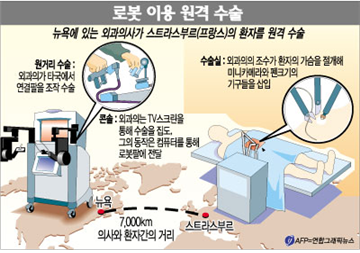 로봇 이용 원격 수술
뉴욕에 있는 외과의사가 스트라스부르(프랑스)의 환자를 원격 수술
원거리 수술 :
외과의가 타국에서
연결팔을 조작 수술
콘솔 : 외과의는 TV스크린을
통해 수술을 집도.
그의 동작은 컴퓨터를 통해
로봇팔에 전달
수술실 : 외과의의 조수가 환자의 가슴을 절개해
미니카메라와 펜크기의
기구들을 삽입
뉴욕
7,000km
의사와 환자간의 거리
스트라스부르
AFP=연합그래픽뉴스